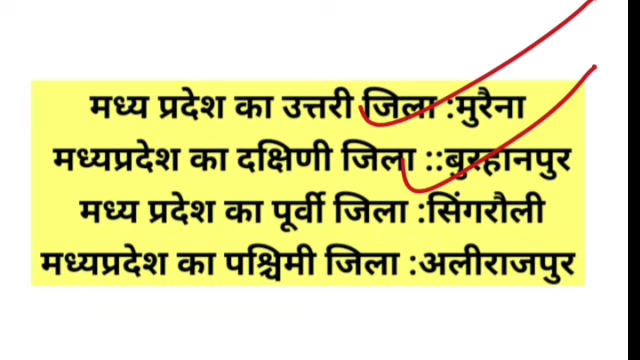 मध्य प्रदेश का उत्तरी जिला :मुरैना
मध्यप्रदेश का दक्षिणी जिला ::बुरहानपुर
मध्य प्रदेश का पूर्वी जिला :सिंगरौली
मध्यप्रदेश का पश्चिमी जिला :अलीराजपुर